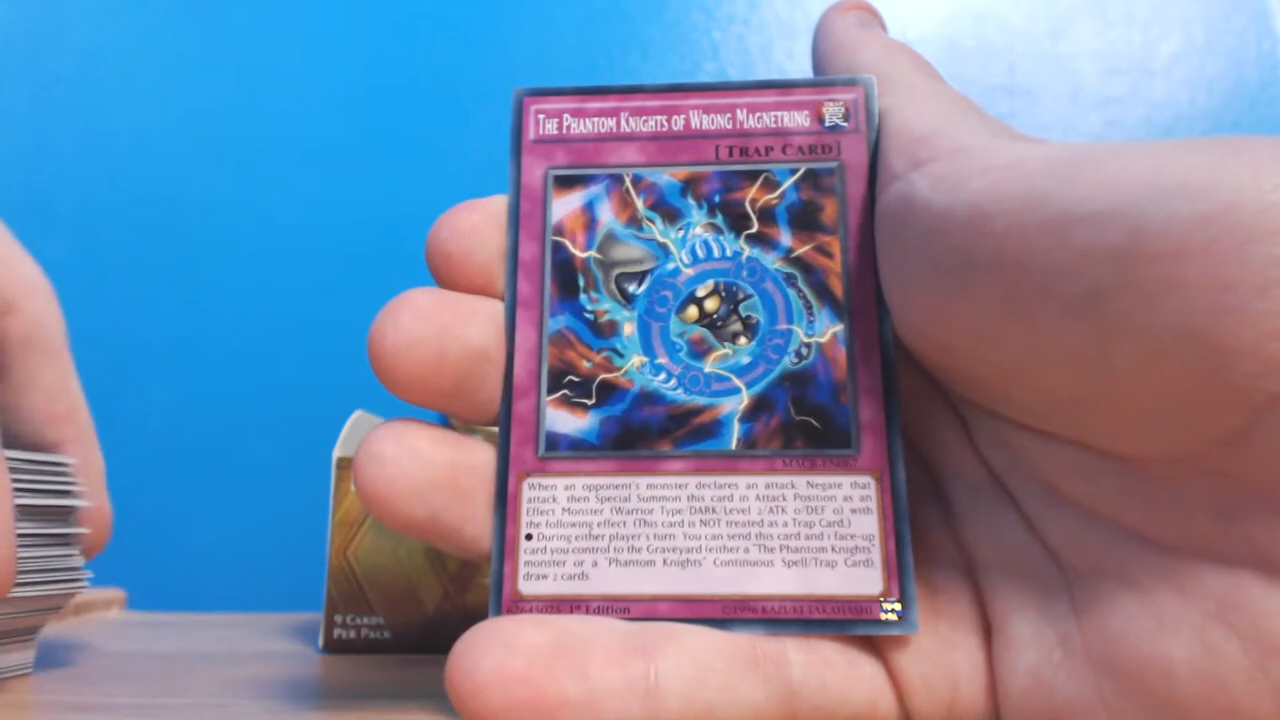 THE PHANTOM KNIGHTS OF WRONG MAGNETRING
TRAP
罠
[TRAP CARD]
MACR-EN067
When an opponent's monster declares an attack: Negate that
attack, then Special Summon this card in Attack Position as an
Effect Monster (Warrior Type/DARK/Level 2/ATK 0/DEF 0) with
the following effect. (This card is NOT treated as a Trap Card.)
● During either player's turn: You can send this card and 1 face-up
card you control to the Graveyard (either a "The Phantom Knights"
monster or a "Phantom Knights" Continuous Spell/Trap Card);
draw 2 cards.
62645025 1st Edition ©1996 KAZUKI TAKAHASHI
9 CARDS
PER PACK